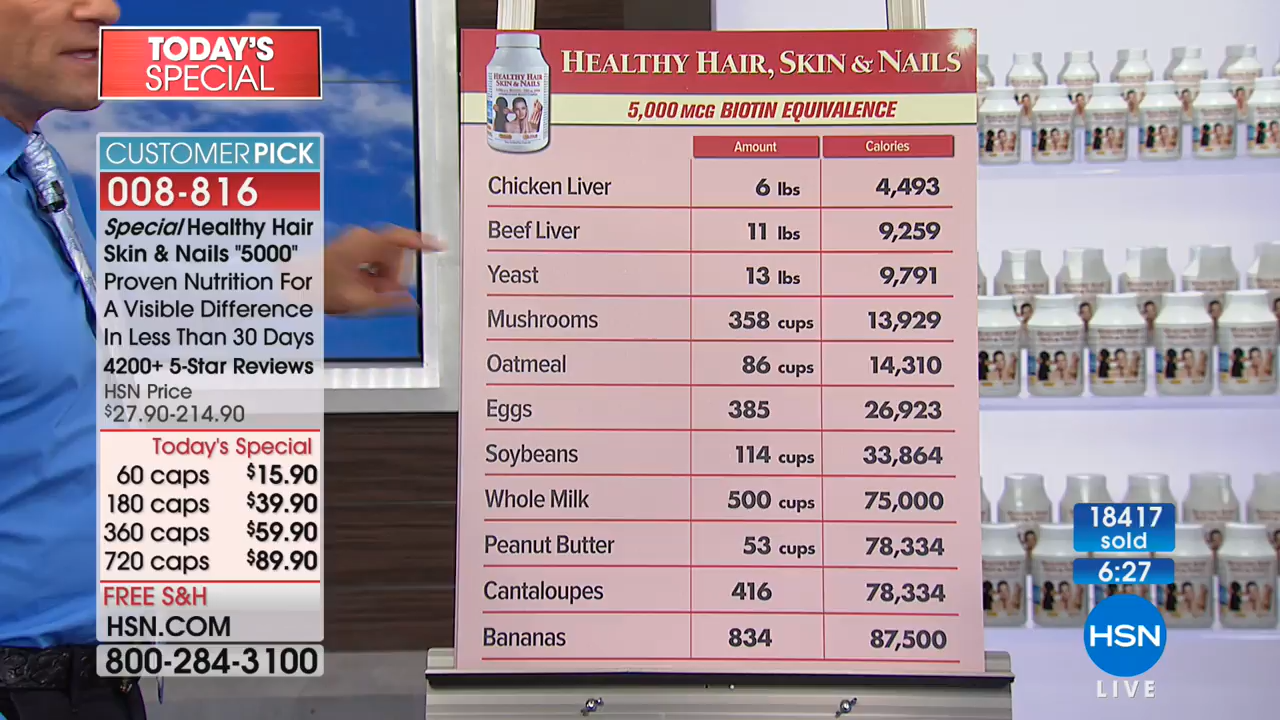 TODAY'S
SPECIAL
CUSTOMER PICK
008-816
Special Healthy Hair
Skin & Nails "5000"
Proven Nutrition For
A Visible Difference
In Less Than 30 Days
4200+ 5-Star Reviews
HSN Price
$27.90-214.90
Today's Special
60 caps $15.90
180 caps $39.90
360 caps $59.90
720 caps $89.90
FREE S&H
HSN.COM
800-284-3100
HEALTHY HAIR
SKIN & NAILS
HEALTHY HAIR, SKIN & NAILS
5,000 MCG BIOTIN EQUIVALENCE
Amount Calories
Chicken Liver 6 lbs 4,493
Beef Liver 11 lbs 9,259
Yeast 13 lbs 9,791
Mushrooms 358 cups 13,929
Oatmeal 86 cups 14,310
Eggs 385 26,923
Soybeans 114 cups 33,864
Whole Milk 500 cups 75,000
Peanut Butter 53 cups 78,334
Cantaloupes 416 78,334
Bananas 834 87,500
18417
sold
6:27
HSN
LIVE